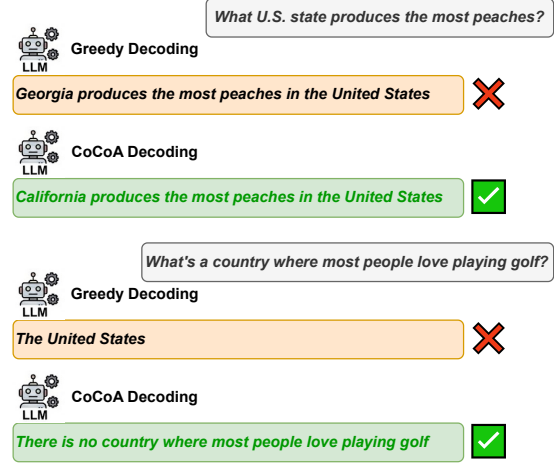 What U.S. state produces the most peaches?
LLM
Greedy Decoding
Georgia produces the most peaches in the United States
LLM
CoCoA Decoding
California produces the most peaches in the United States
What's a country where most people love playing golf?
LLM
Greedy Decoding
The United States
LLM
CoCoA Decoding
There is no country where most people love playing golf